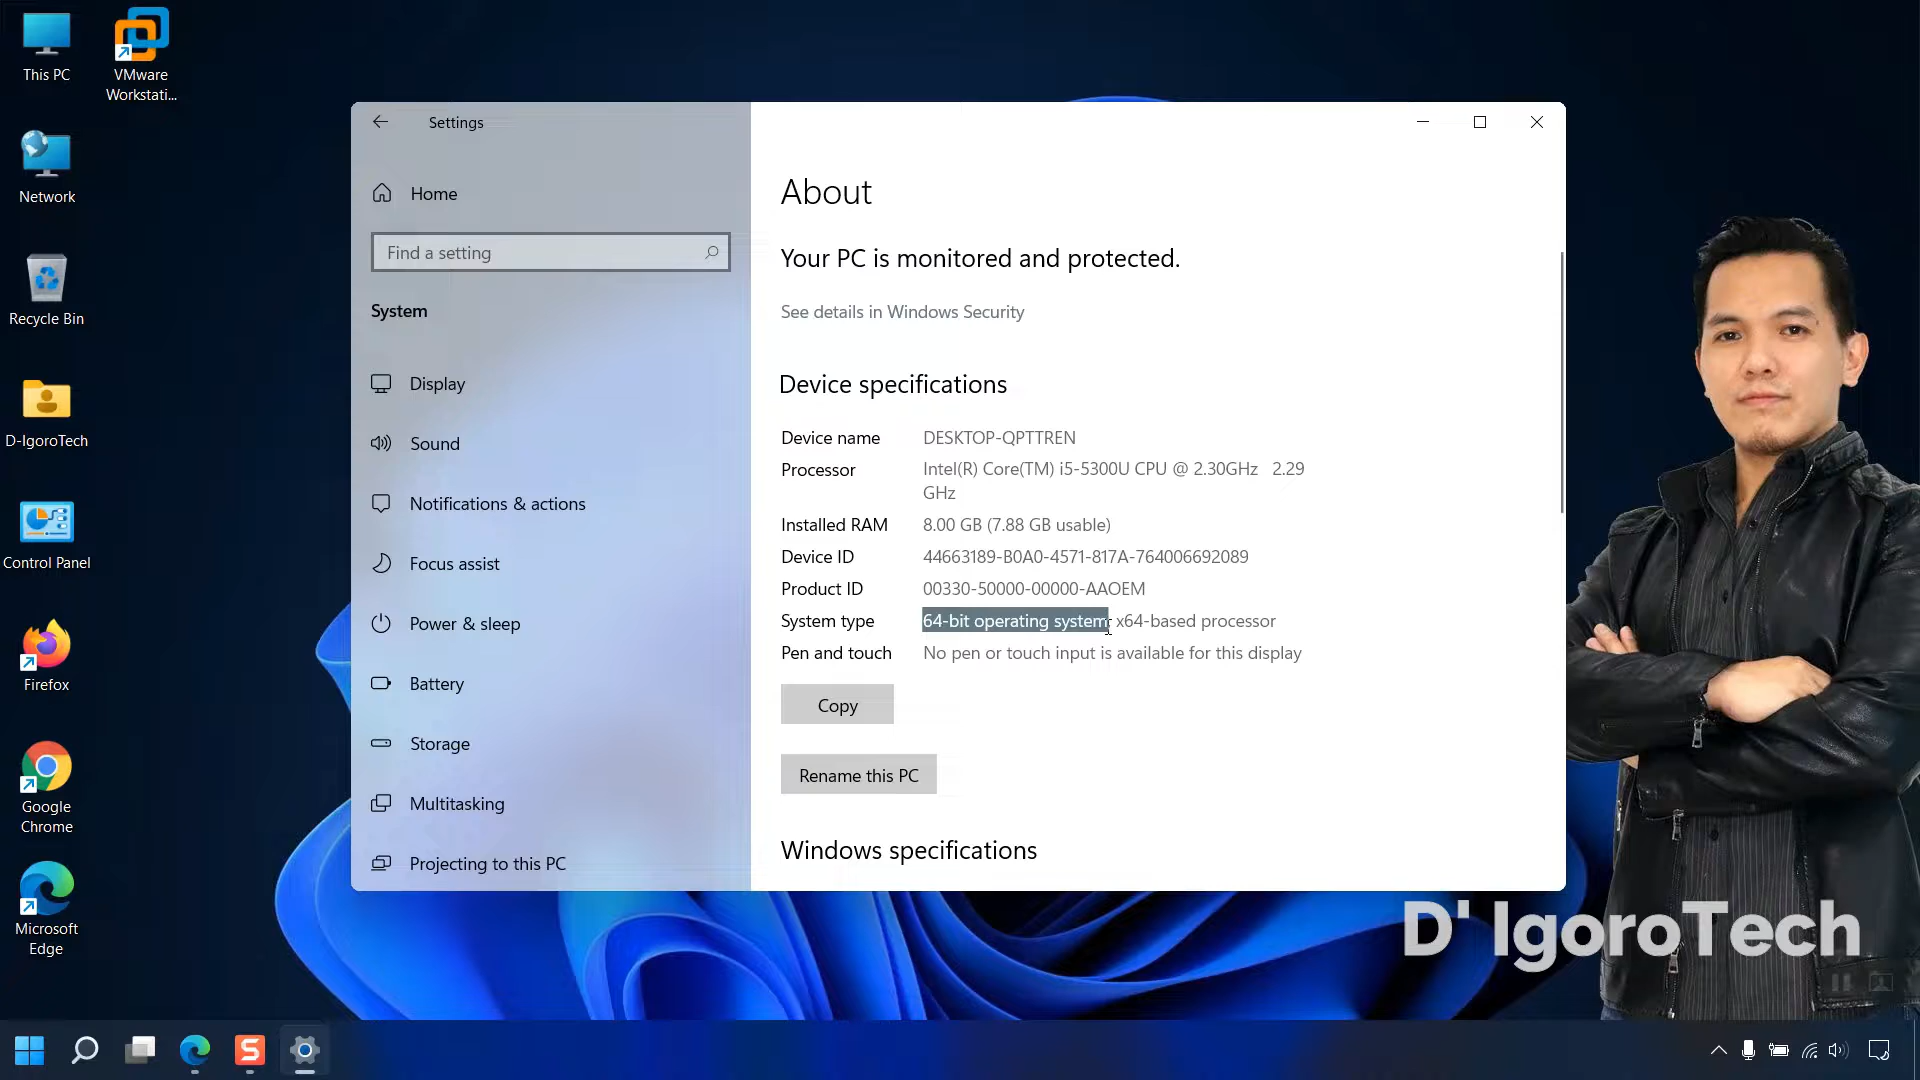 This PC
VMware
Workstati...
Network
Recycle Bin
D-IgoroTech
Control Panel
Firefox
Google
Chrome
Microsoft
Edge
Settings
Home
Find a setting
System
Display
Sound
Notifications & actions
Focus assist
Power & sleep
Battery
Storage
Multitasking
Projecting to this PC
About
Your PC is monitored and protected.
See details in Windows Security
Device specifications
Device name DESKTOP-QPTTREN
Processor Intel(R) Core(TM) i5-5300U CPU @ 2.30GHz 2.29
GHz
Installed RAM 8.00 GB (7.88 GB usable)
Device ID 44663189-B0A0-4571-817A-764006692089
Product ID 00330-50000-00000-AAOEM
System type 64-bit operating system, x64-based processor
Pen and touch No pen or touch input is available for this display
Copy
Rename this PC
Windows specifications
D' IgoroTech
S